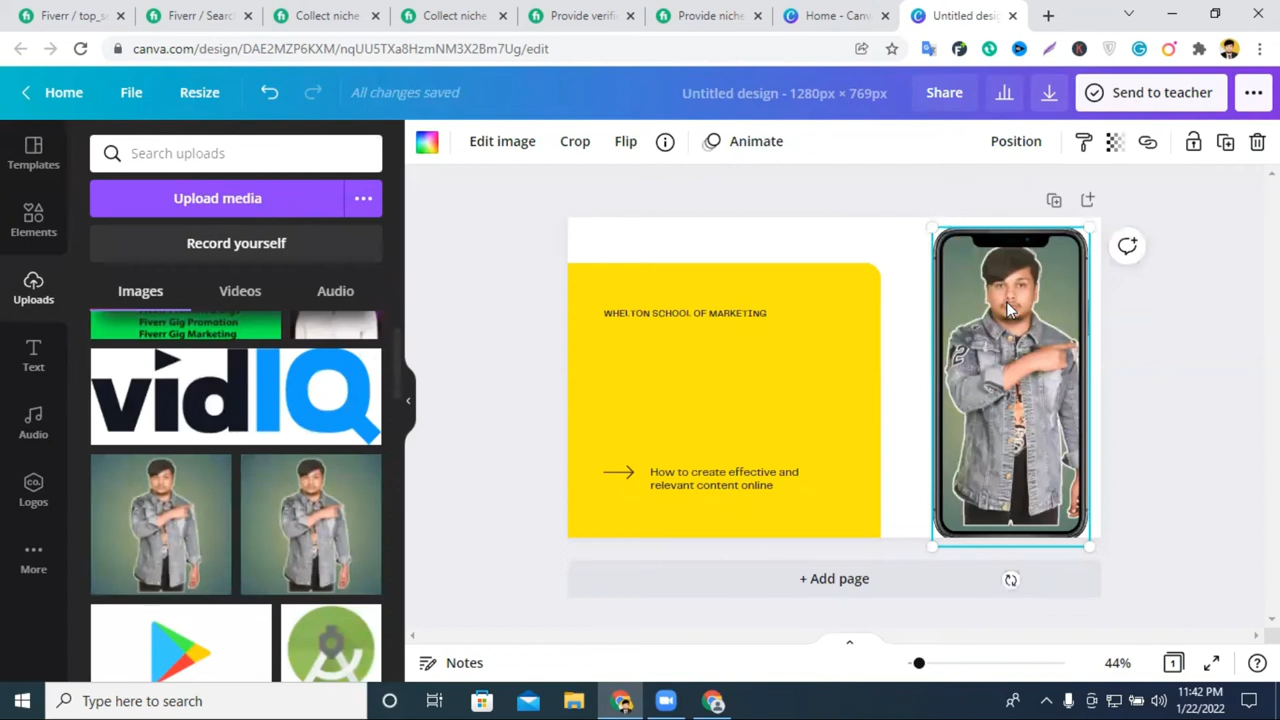 Fiverr / top_s
Fiverr / Searc
Collect niche
Collect niche
Provide verifi
Provide niche
Home - Canv
Untitled desig
canva.com/design/DAE2MZP6KXM/nqUU5TXa8HzmNM3X2Bm7Ug/edit
Home
File
Resize
All changes saved
Untitled design - 1280px × 769px
Share
Send to teacher
Templates
Elements
Uploads
Text
Audio
Logos
More
Search uploads
Upload media
Record yourself
Images
Videos
Audio
Fiverr Gig Promotion
Fiverr Gig Marketing
vidIQ
Edit image
Crop
Flip
Animate
Position
WHELTON SCHOOL OF MARKETING
How to create effective and
relevant content online
2
+ Add page
Notes
44%
1
Type here to search
11:42 PM
1/22/2022